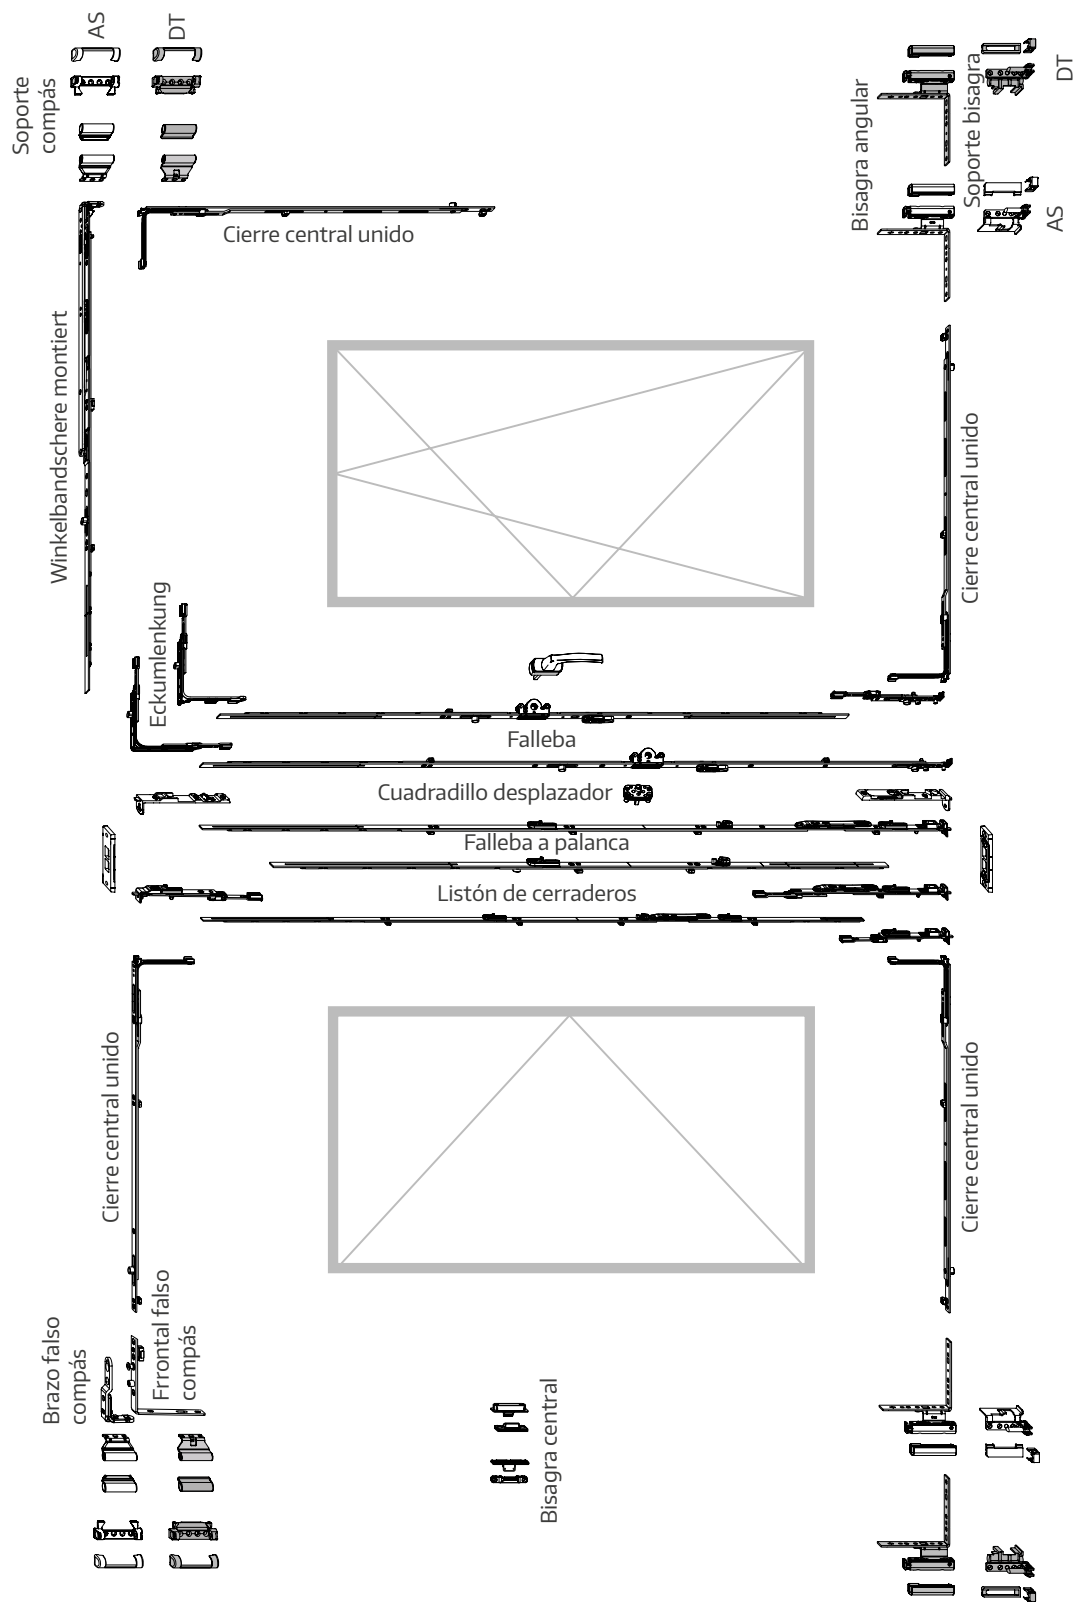 AS
DT
Soporte
compás
Bisagra angular
Soporte bisagra
DT
AS
Cierre central unido
Winkelbandschere montiert
Cierre central unido
Eckumlenkung
Falleba
Cuadradillo desplazador
Falleba a palanca
Listón de cerraderos
Cierre central unido
Cierre central unido
Brazo falso
compás
Frrontal falso
compás
Bisagra central